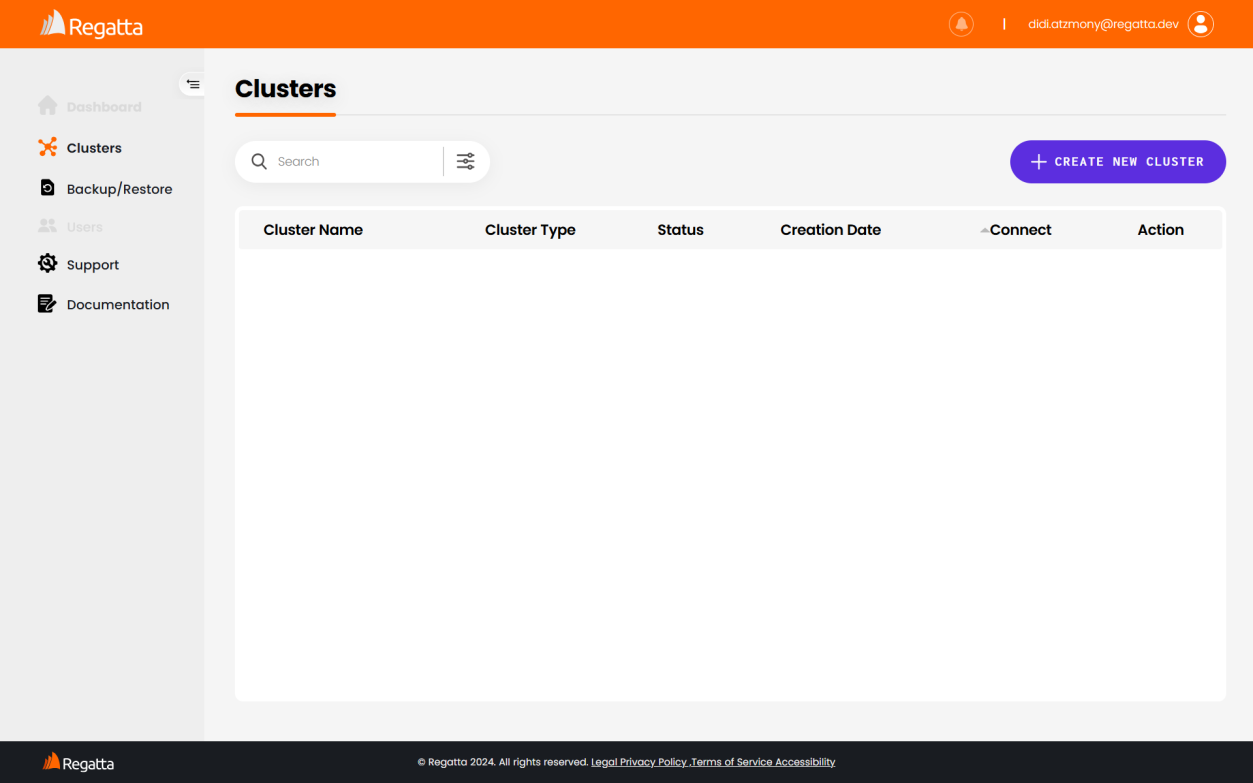 Regatta
didi.atzmony@regatta.dev
Dashboard
Clusters
Backup/Restore
Users
Support
Documentation
Clusters
Search
CREATE NEW CLUSTER
Cluster Name Cluster Type Status Creation Date Connect Action
Regatta
© Regatta 2024. All rights reserved. Legal Privacy Policy ,Terms of Service Accessibility